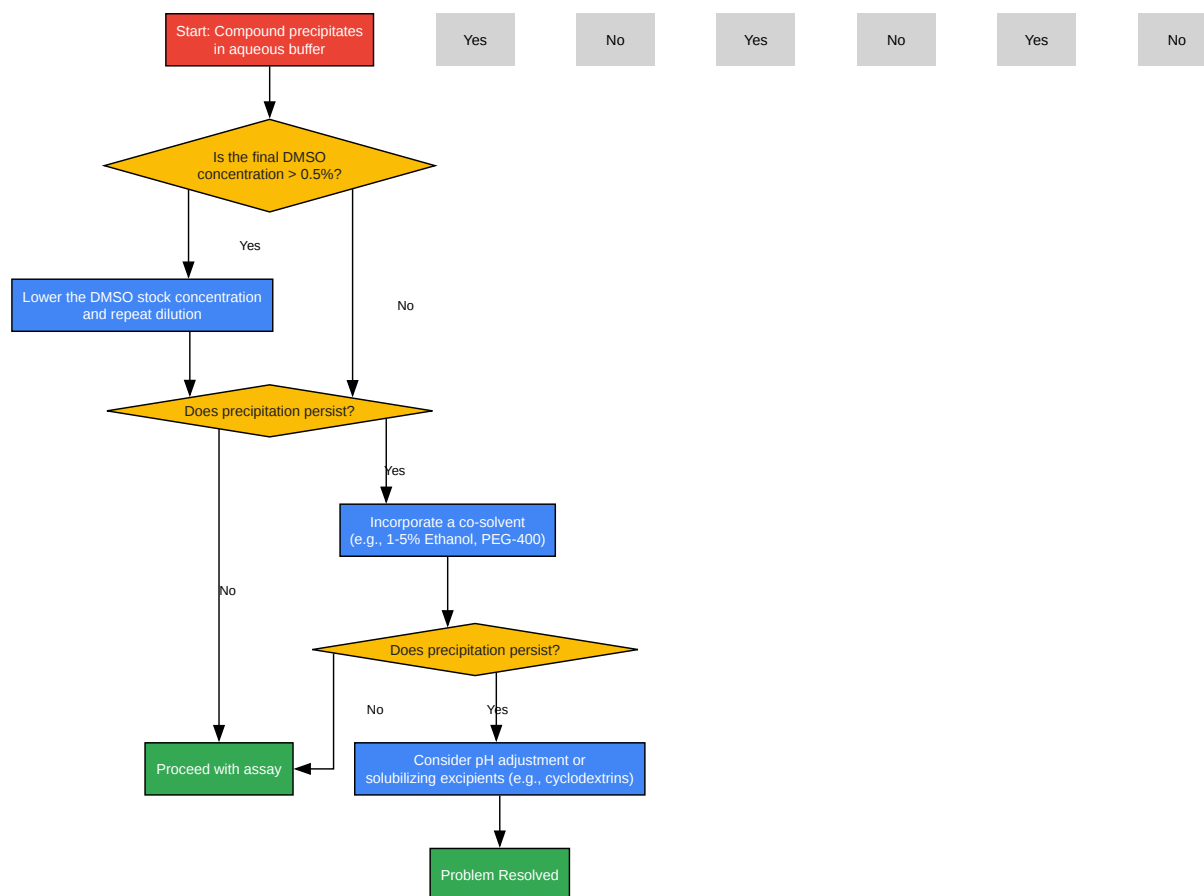 Start: Compound precipitates
in aqueous buffer
Yes
No
Yes
No
Yes
No
Is the final DMSO
concentration > 0.5%?
Yes
Lower the DMSO stock concentration
and repeat dilution
No
Does precipitation persist?
Yes
Incorporate a co-solvent
(e.g., 1-5% Ethanol, PEG-400)
No
Does precipitation persist?
No
Yes
Proceed with assay
Consider pH adjustment or
solubilizing excipients (e.g., cyclodextrins)
Problem Resolved